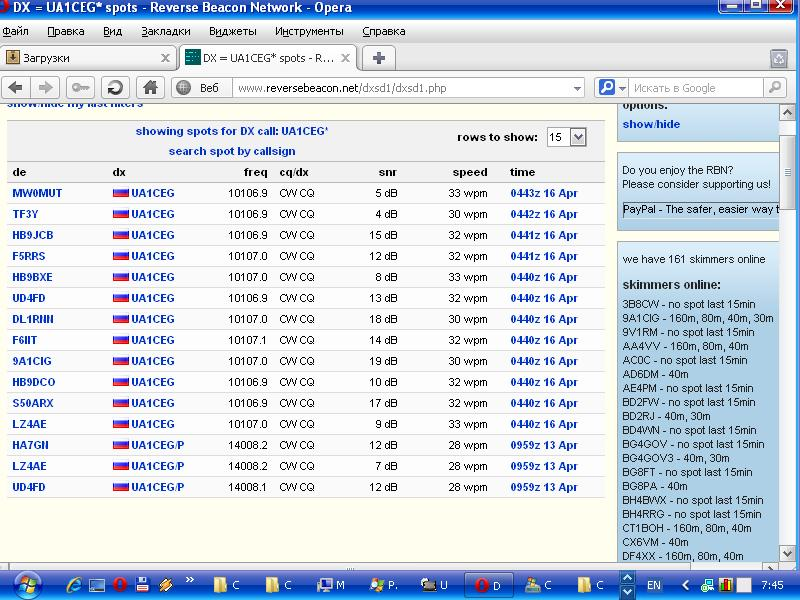 DX = UA1CEG* spots - Reverse Beacon Network - Opera
Файл Правка Вид Закладки Виджеты Инструменты Справка
Загрузки
DX = UA1CEG* spots - R...
Веб www.reversebeacon.net/dxsd1/dxsd1.php Искать в Google
show/hide my last filters
showing spots for DX call: UA1CEG*
search spot by callsign
rows to show: 15
de dx freq cq/dx snr speed time
MW0MUT UA1CEG 10106.9 CW CQ 5 dB 33 wpm 0443z 16 Apr
TF3Y UA1CEG 10106.9 CW CQ 4 dB 30 wpm 0442z 16 Apr
HB9JCB UA1CEG 10106.9 CW CQ 15 dB 32 wpm 0441z 16 Apr
F5RRS UA1CEG 10107.0 CW CQ 12 dB 32 wpm 0441z 16 Apr
HB9BXE UA1CEG 10107.0 CW CQ 8 dB 33 wpm 0440z 16 Apr
UD4FD UA1CEG 10106.9 CW CQ 13 dB 32 wpm 0440z 16 Apr
DL1RNN UA1CEG 10107.0 CW CQ 18 dB 30 wpm 0440z 16 Apr
F6IIT UA1CEG 10107.1 CW CQ 14 dB 32 wpm 0440z 16 Apr
9A1CIG UA1CEG 10107.0 CW CQ 19 dB 30 wpm 0440z 16 Apr
HB9DCO UA1CEG 10106.9 CW CQ 10 dB 32 wpm 0440z 16 Apr
S50ARX UA1CEG 10106.9 CW CQ 17 dB 32 wpm 0440z 16 Apr
LZ4AE UA1CEG 10106.9 CW CQ 9 dB 33 wpm 0440z 16 Apr
HA7GN UA1CEG/P 14008.2 CW CQ 12 dB 28 wpm 0959z 13 Apr
LZ4AE UA1CEG/P 14008.2 CW CQ 7 dB 28 wpm 0959z 13 Apr
UD4FD UA1CEG/P 14008.1 CW CQ 12 dB 28 wpm 0959z 13 Apr
options:
show/hide
Do you enjoy the RBN?
Please consider supporting us!
PayPal - The safer, easier way t
we have 161 skimmers online
skimmers online:
3B8CW - no spot last 15min
9A1CIG - 160m, 80m, 40m, 30m
9V1RM - no spot last 15min
AA4VV - 160m, 80m, 40m
AC0C - no spot last 15min
AD6DM - 40m
AE4PM - no spot last 15min
BD2FW - no spot last 15min
BD2RJ - 40m, 30m
BD4WN - no spot last 15min
BG4GOV - no spot last 15min
BG4GOV3 - 40m, 30m
BG8FT - no spot last 15min
BG8PA - 40m
BH4BWX - no spot last 15min
BH4RRG - no spot last 15min
CT1BOH - 160m, 80m, 40m
CX6VM - 40m
DF4XX - 160m, 80m, 40m
» C C M P. U D C C EN 7:45